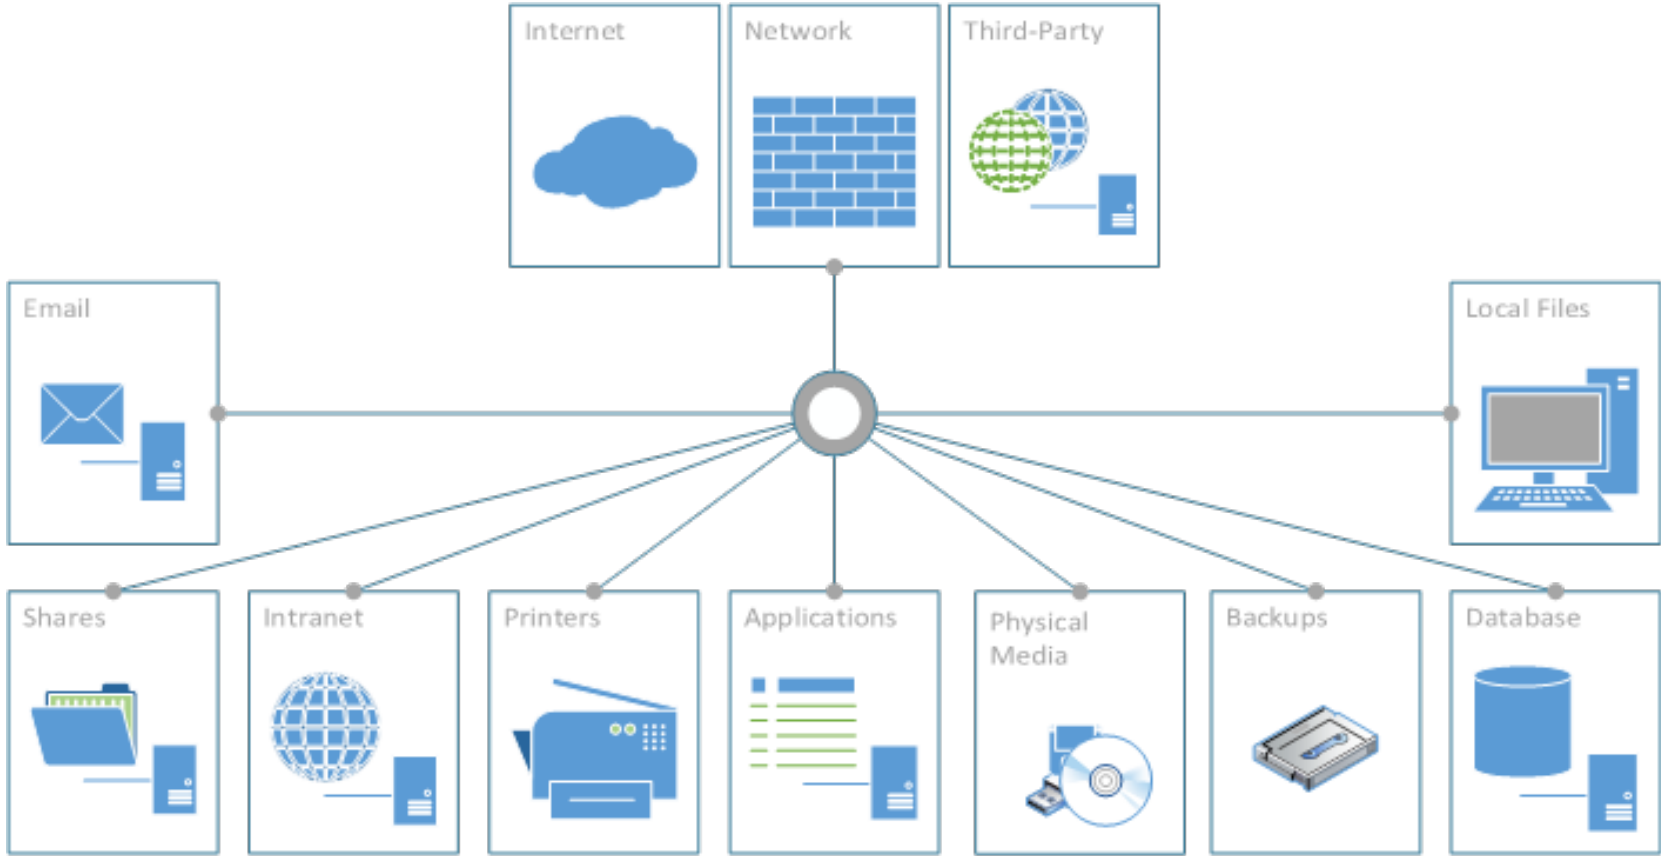 Internet
Network
Third-Party
Email
Local Files
Shares
Intranet
Printers
Applications
Physical
Media
Backups
Database